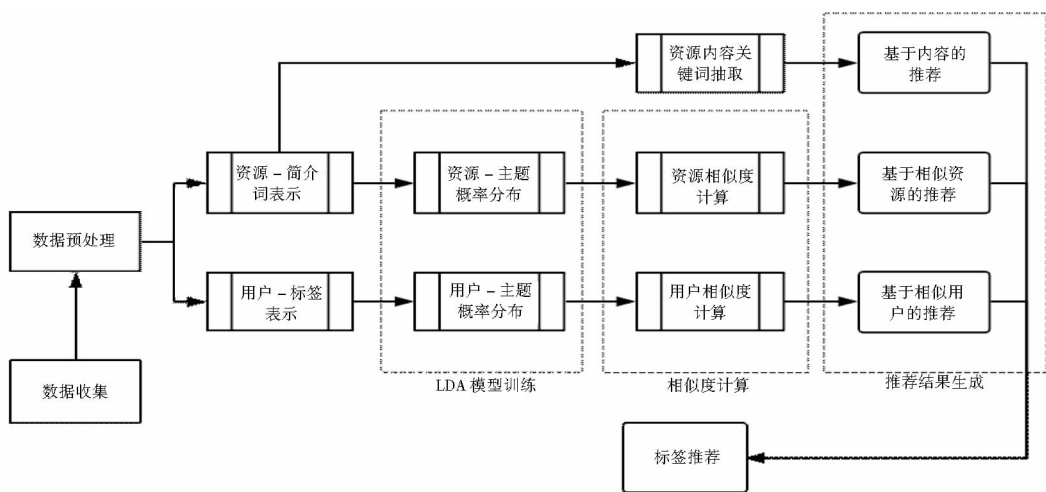 资源内容关
键词抽取
基于内容的
推荐
资源－简介
词表示
资源－主题
概率分布
资源相似度
计算
基于相似资
源的推荐
数据预处理
用户－标签
表示
用户－主题
概率分布
用户相似度
计算
基于相似用
户的推荐
数据收集
LDA 模型训练
相似度计算
推荐结果生成
标签推荐